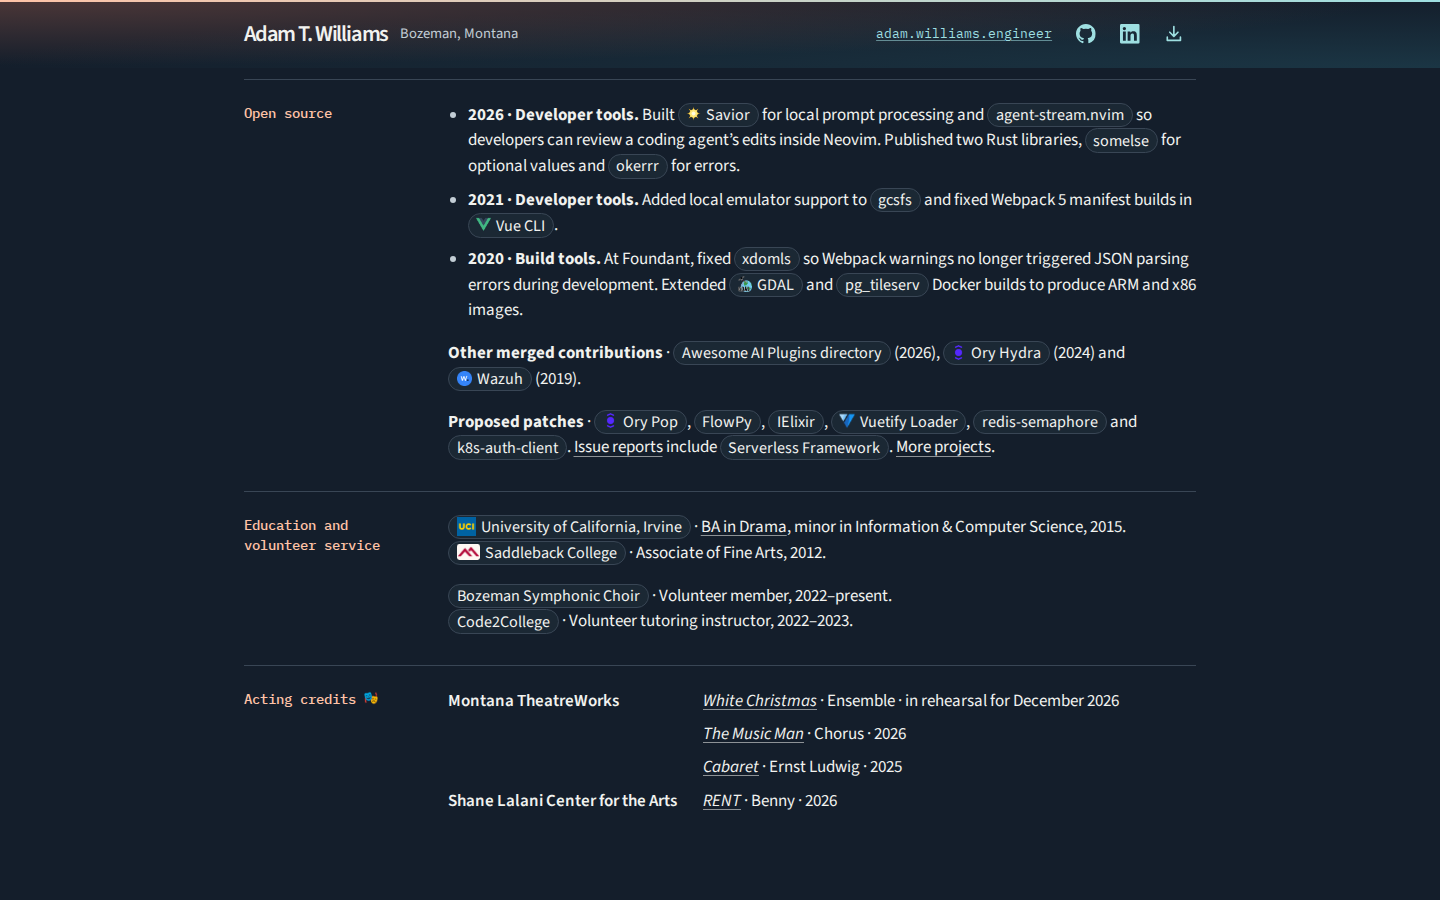 Adam T. Williams Bozeman, Montana adam.williams.engineer
Open source
2026 · Developer tools. Built Savior for local prompt processing and agent-stream.nvim so
developers can review a coding agent’s edits inside Neovim. Published two Rust libraries, somelse for
optional values and okerrr for errors.
2021 · Developer tools. Added local emulator support to gcsfs and fixed Webpack 5 manifest builds in
Vue CLI.
2020 · Build tools. At Foundant, fixed xdomls so Webpack warnings no longer triggered JSON parsing
errors during development. Extended GDAL and pg_tileserv Docker builds to produce ARM and x86
images.
Other merged contributions · Awesome AI Plugins directory (2026), Ory Hydra (2024) and
Wazuh (2019).
Proposed patches · Ory Pop, FlowPy, IElixir, Vuetify Loader, redis-semaphore and
k8s-auth-client. Issue reports include Serverless Framework. More projects.
Education and
volunteer service
UCI University of California, Irvine · BA in Drama, minor in Information & Computer Science, 2015.
Saddleback College · Associate of Fine Arts, 2012.
Bozeman Symphonic Choir · Volunteer member, 2022–present.
Code2College · Volunteer tutoring instructor, 2022–2023.
Acting credits
Montana TheatreWorks White Christmas · Ensemble · in rehearsal for December 2026
The Music Man · Chorus · 2026
Cabaret · Ernst Ludwig · 2025
Shane Lalani Center for the Arts RENT · Benny · 2026